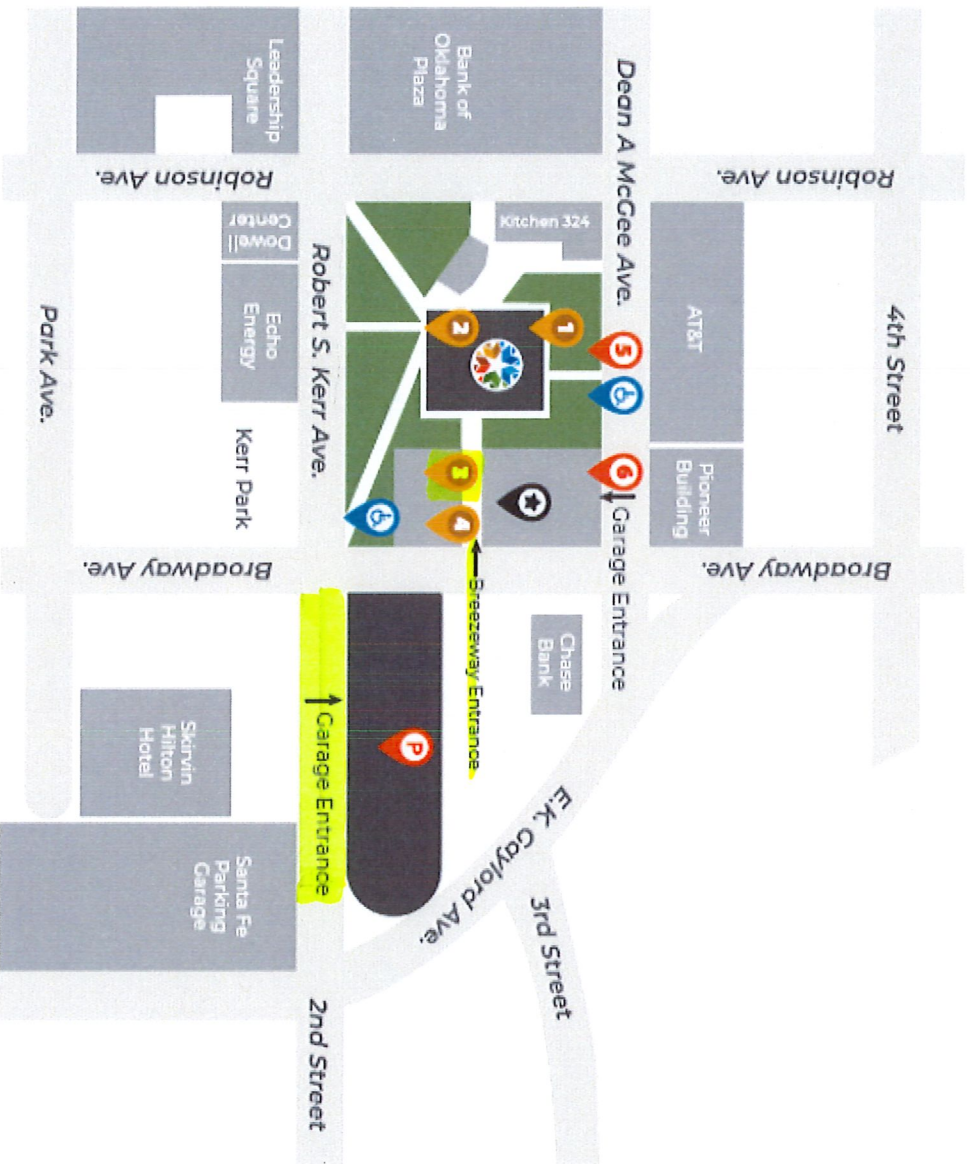 Leadership
Square
Bank of
Oklahoma
Plaza
Dean A McGee Ave.
Robinson Ave.
Robinson Ave.
Dowell
Center
Echo
Energy
Kitchen 324
AT&T
4th Street
Park Ave.
Robert S. Kerr Ave.
Kerr Park
1
2
3
4
5
6
Pioneer
Building
Garage Entrance
Broadway Ave.
Broadway Ave.
Breezeway Entrance
Chase
Bank
P
Garage Entrance
Skirvin
Hilton
Hotel
Santa Fe
Parking
Garage
E.K. Gaylord Ave.
3rd Street
2nd Street